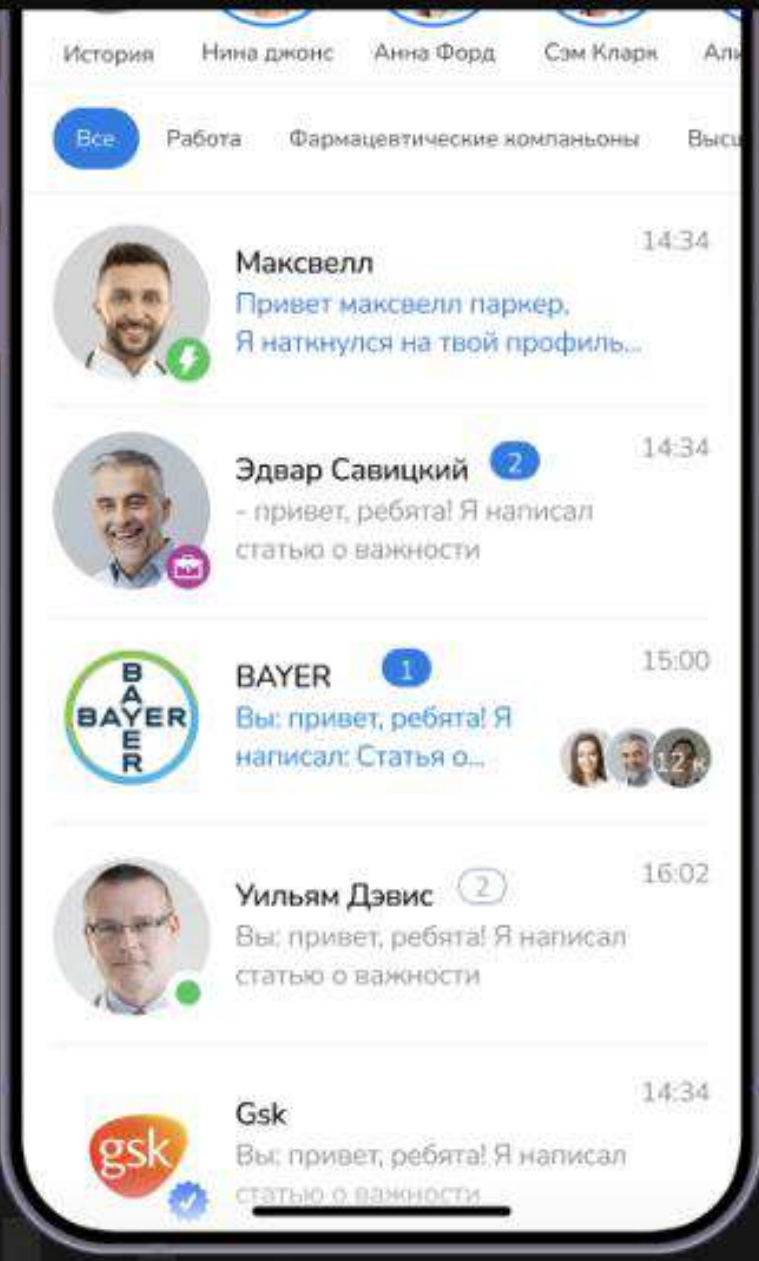 История Нина джонс Анна Форд Сэм Кларк
Все Работа Фармацевтические компаньоны
14:34
Максвелл
Привет максвелл паркер,
Я наткнулся на твой профиль...
14:34
Эдвар Савицкий 2
- привет, ребята! Я написал
статью о важности
15:00
BAYER 1
BAYER
BAYER
Вы: привет, ребята! Я
написал: Статья о...
12 к
16:02
Уильям Дэвис 2
Вы: привет, ребята! Я написал
статью о важности
14:34
Gsk
gsk
Вы: привет, ребята! Я написал
статью о важности